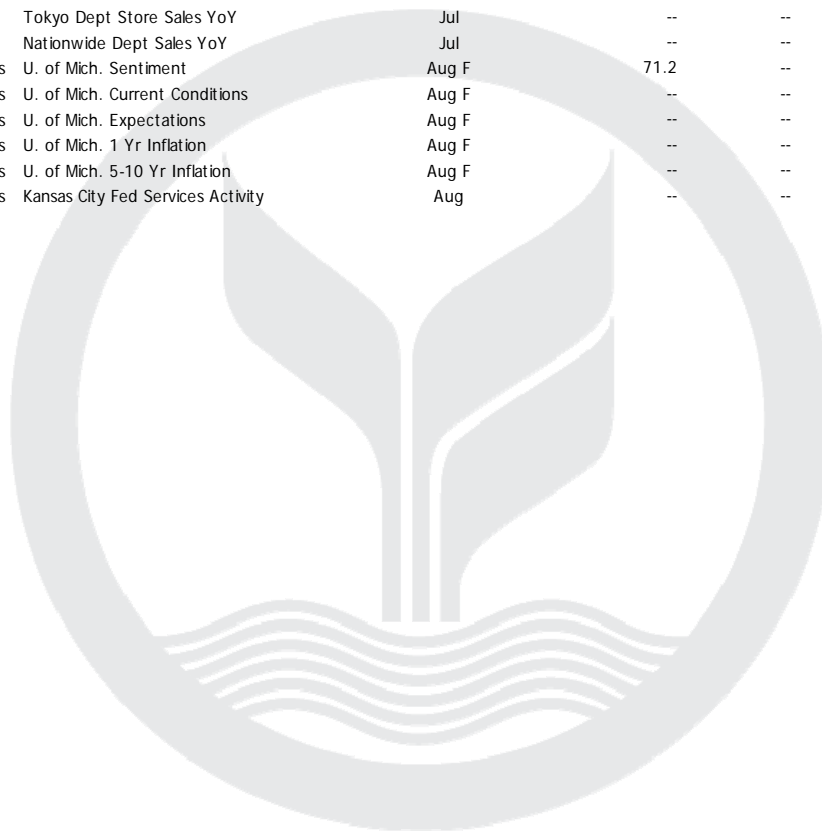 Tokyo Dept Store Sales YoY Jul -- --
Nationwide Dept Sales YoY Jul -- --
s U. of Mich. Sentiment Aug F 71.2 --
s U. of Mich. Current Conditions Aug F -- --
s U. of Mich. Expectations Aug F -- --
s U. of Mich. 1 Yr Inflation Aug F -- --
s U. of Mich. 5-10 Yr Inflation Aug F -- --
s Kansas City Fed Services Activity Aug -- --